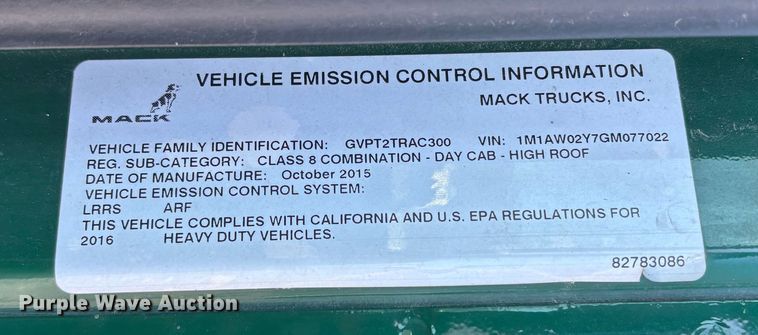 VEHICLE EMISSION CONTROL INFORMATION
MACK
MACK TRUCKS, INC.
VEHICLE FAMILY IDENTIFICATION: GVPT2TRAC300 VIN: 1M1AW02Y7GM077022
REG. SUB-CATEGORY: CLASS 8 COMBINATION - DAY CAB - HIGH ROOF
DATE OF MANUFACTURE: October 2015
VEHICLE EMISSION CONTROL SYSTEM:
LRRS ARF
THIS VEHICLE COMPLIES WITH CALIFORNIA AND U.S. EPA REGULATIONS FOR
2016 HEAVY DUTY VEHICLES.
82783086
Purple Wave Auction